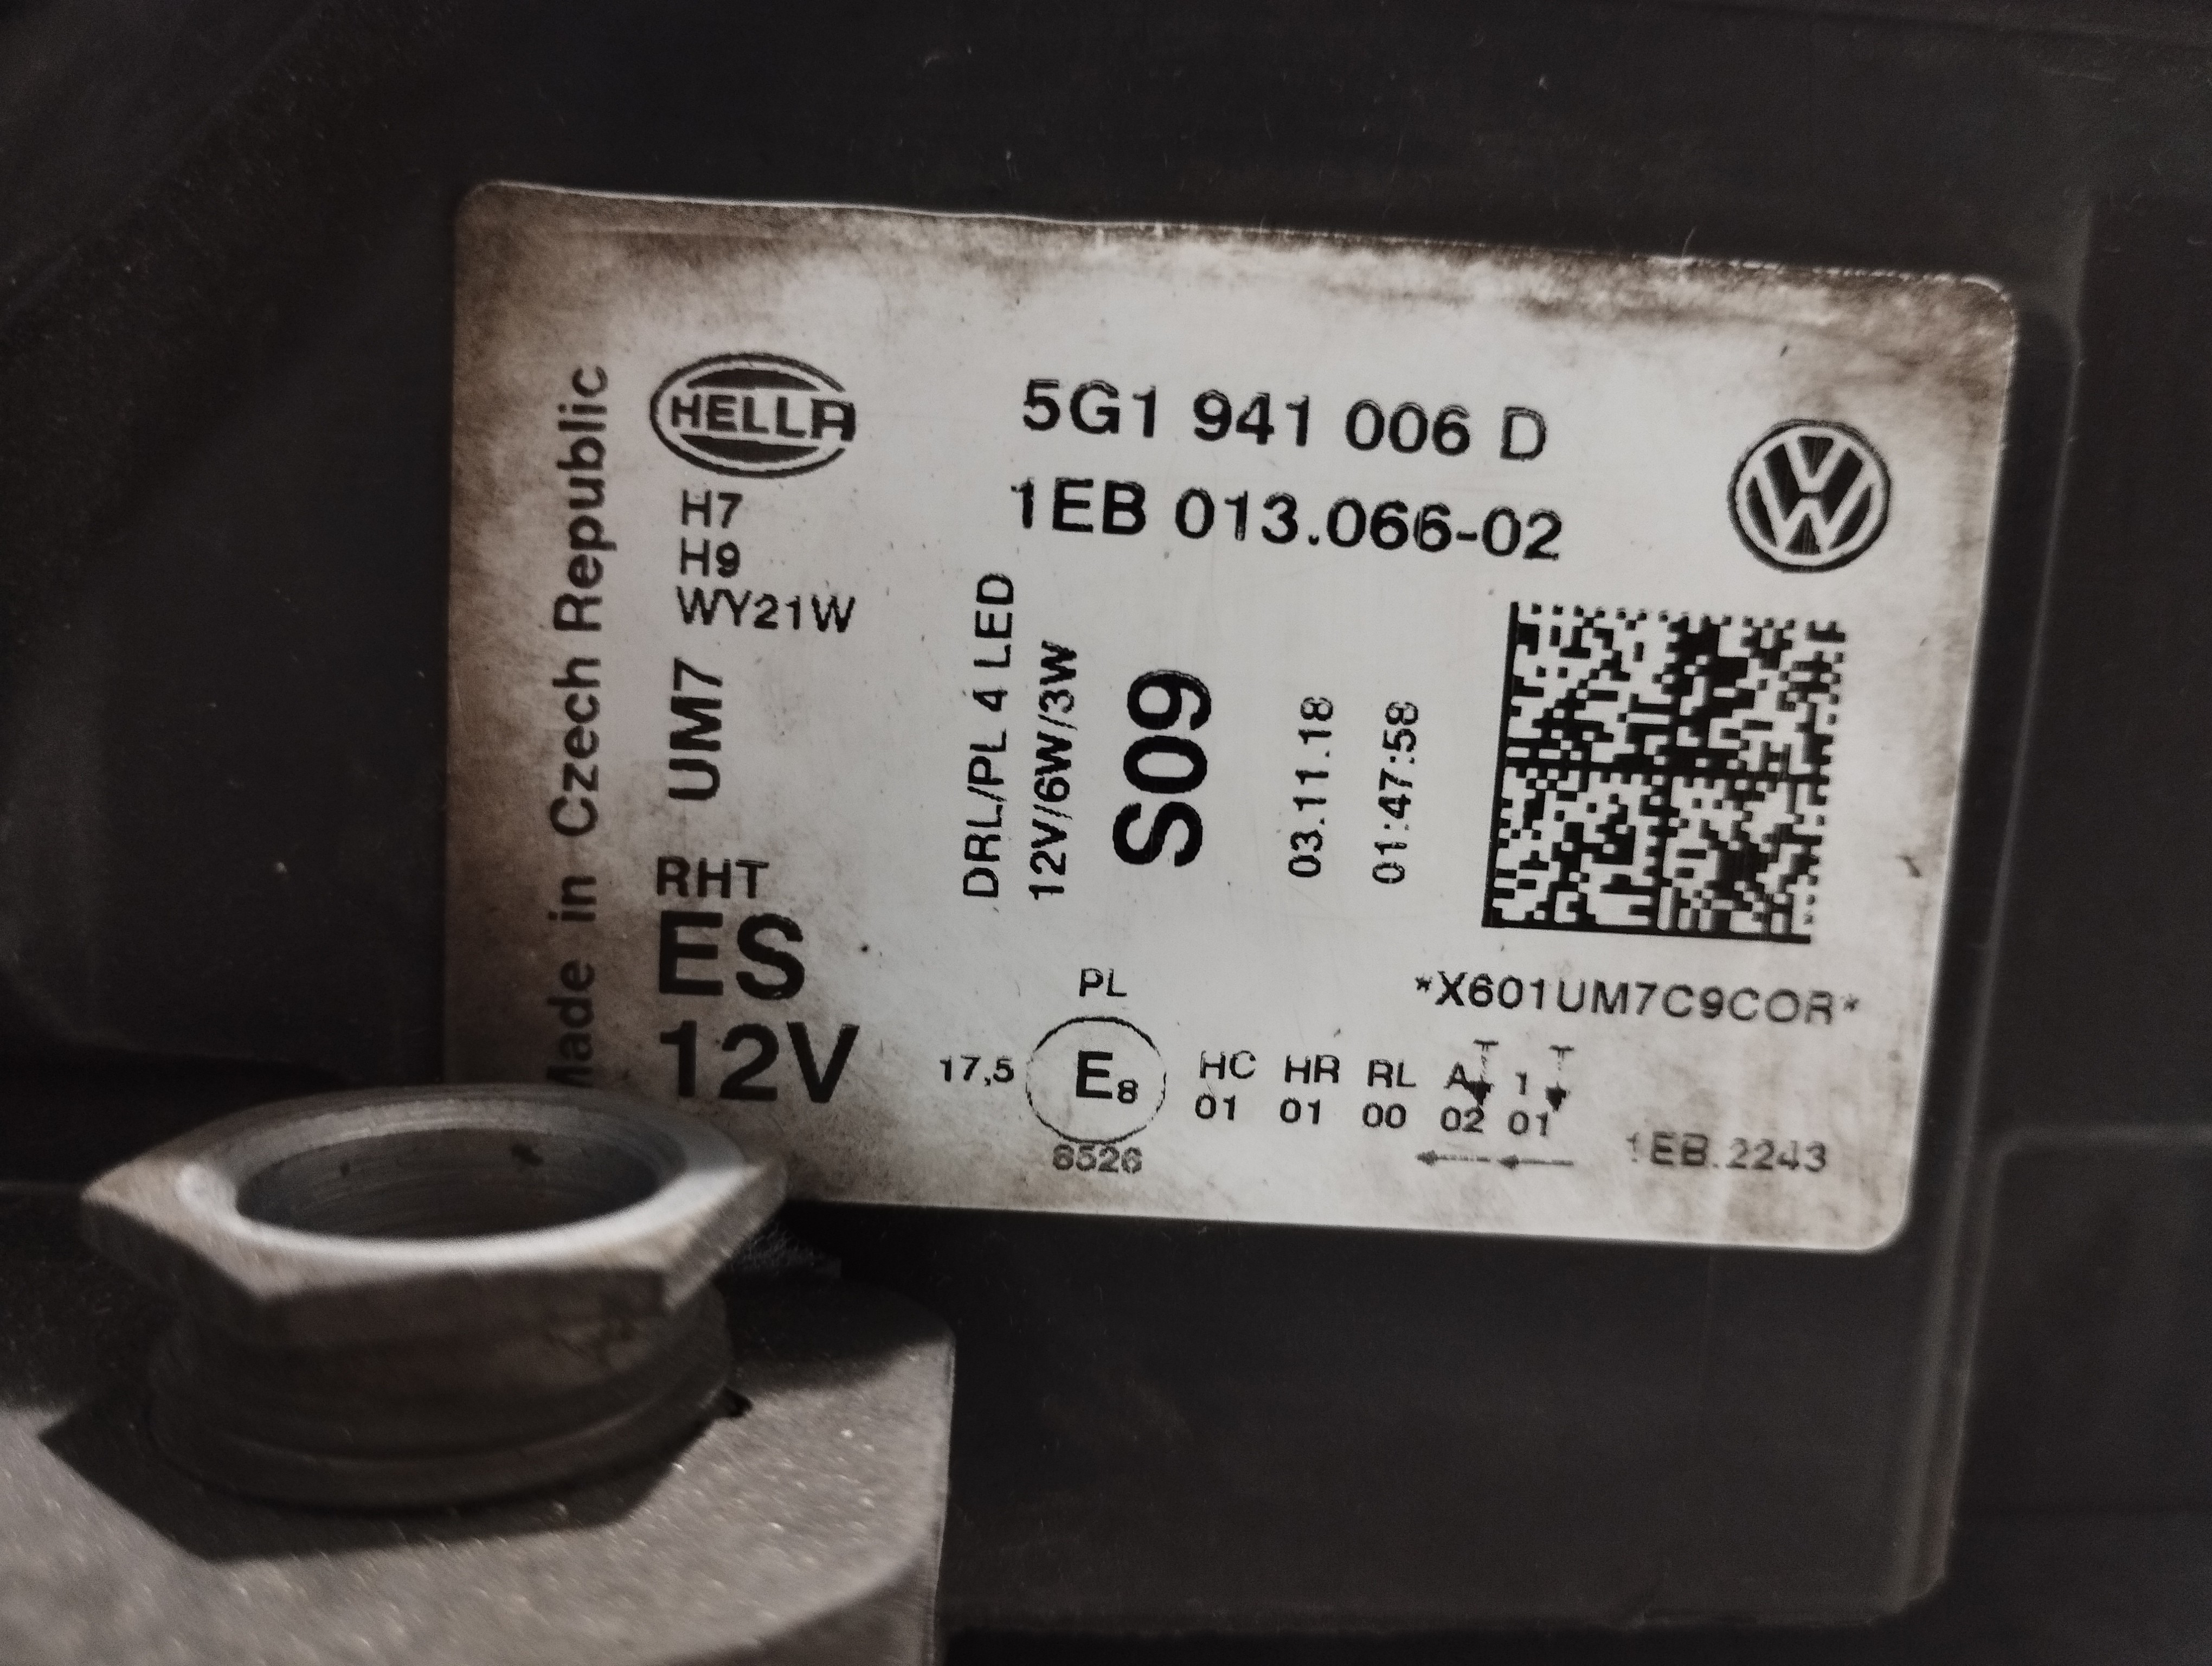 Made in Czech Republic
HELLA
5G1 941 006 D
1EB 013.066-02
H7
H9
WY21W
UM7
DRL/PL 4 LED
12V/6W/3W
S09
03.11.18
01:47:58
RHT
ES
12V
*X601UM7C9COR*
PL
17,5 E8 HC HR RL A 1
01 01 00 02 01
8526
1EB.2243